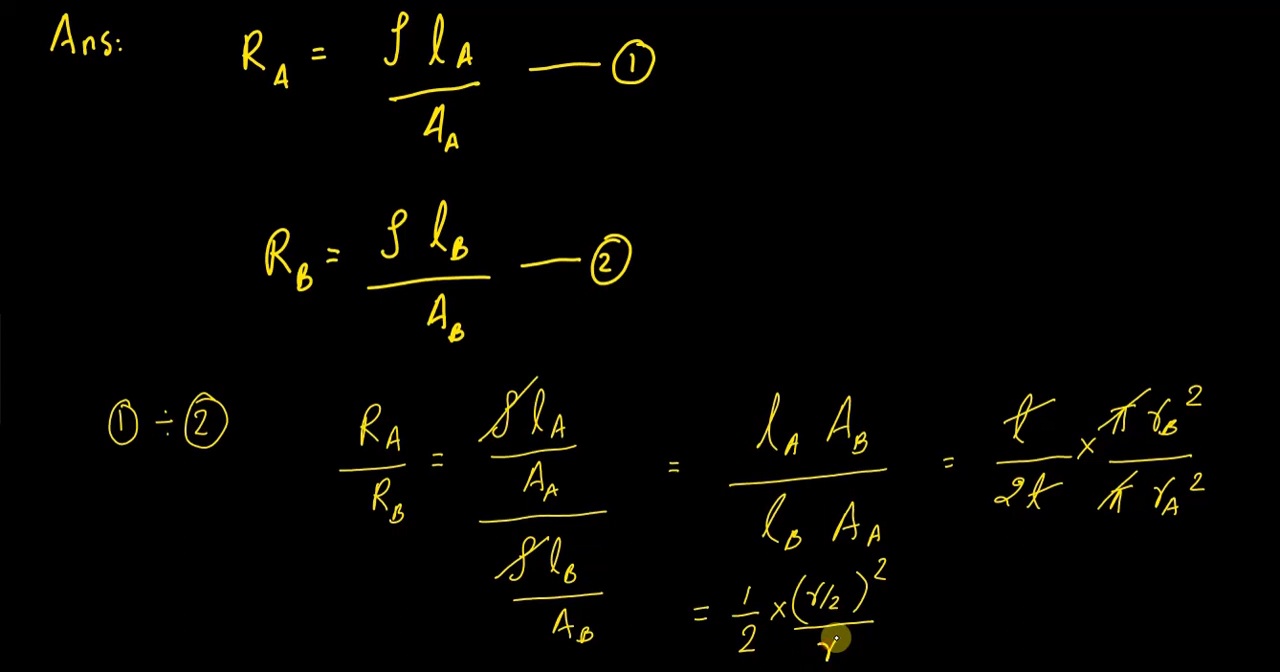 Ans: R_A = ρ l_A / A_A —— ①
R_B = ρ l_B / A_B —— ②
① ÷ ② R_A / R_B = (ρ l_A / A_A) / (ρ l_B / A_B) = l_A A_B / l_B A_A = l / 2l × π r_B² / π r_A²
= 1/2 × (r/2)² / r